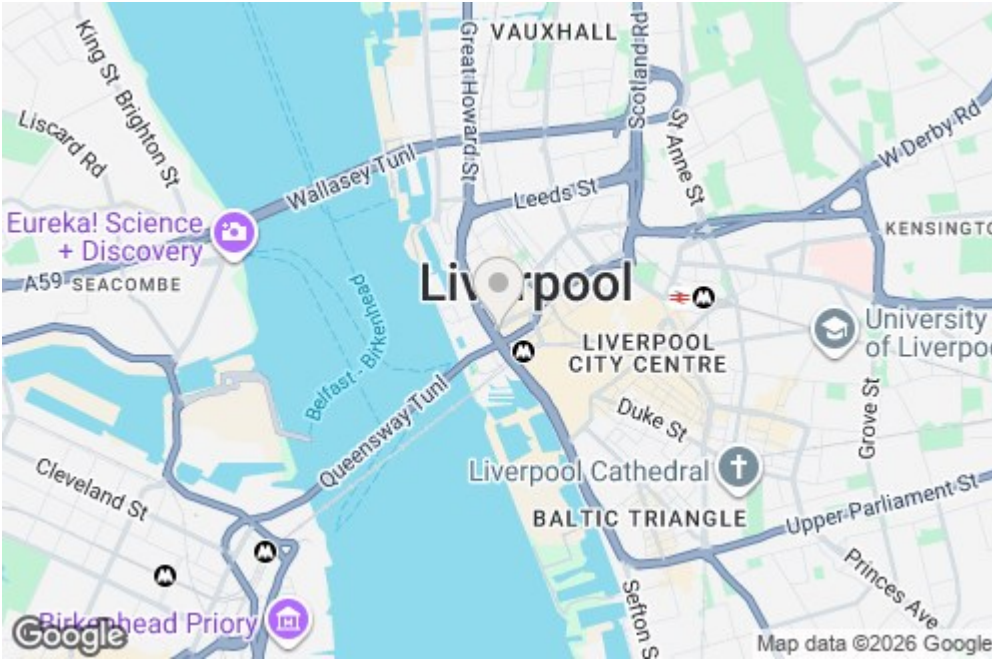 VAUXHALL
King St
Brighton St
Liscard Rd
Great Howard St
Scotland Rd
St Anne St
W Derby Rd
Wallasey Tunl
Leeds St
Eureka! Science
+ Discovery
KENSINGTO
A59
SEACOMBE
Liverpool
Belfast - Birkenhead
LIVERPOOL
CITY CENTRE
University
of Liverpoo
Queensway Tunl
Duke St
Grove St
Cleveland St
Liverpool Cathedral
BALTIC TRIANGLE
Upper Parliament St
Princes Ave
Sefton S
Birkenhead Priory
Google
Map data ©2026 Google